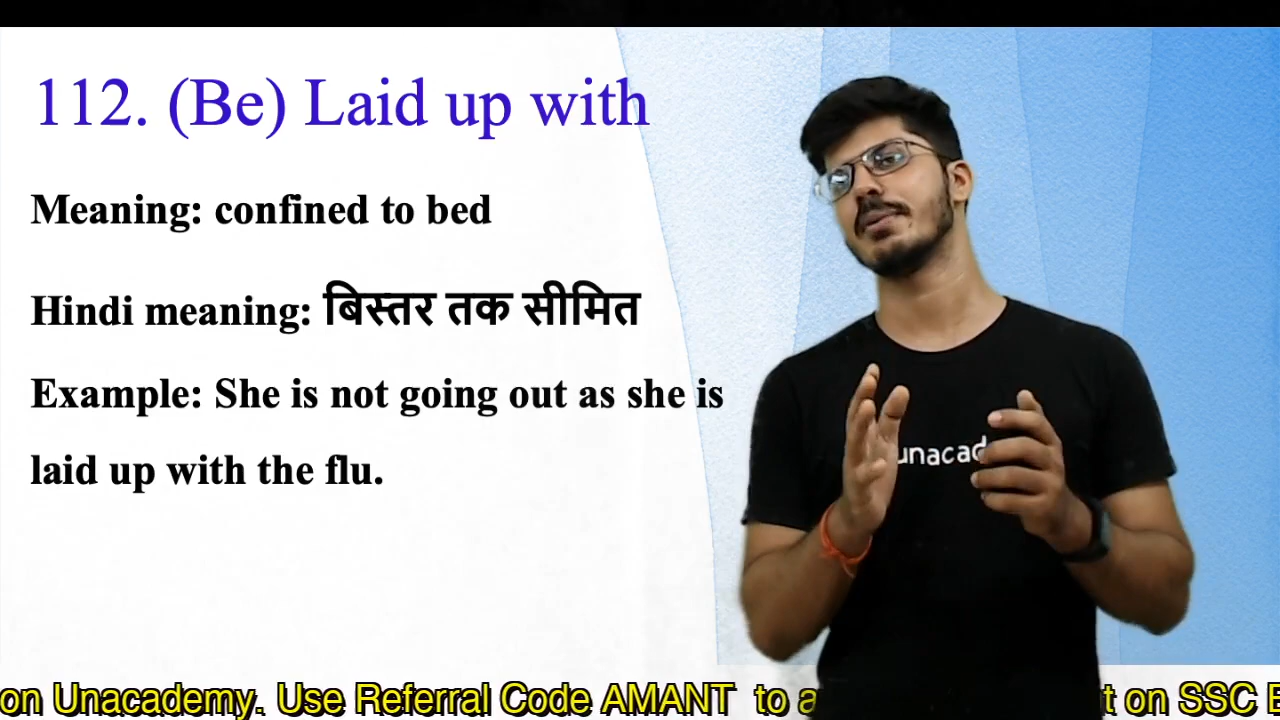 112. (Be) Laid up with
Meaning: confined to bed
Hindi meaning: बिस्तर तक सीमित
Example: She is not going out as she is
laid up with the flu.
unacad
on Unacademy. Use Referral Code AMANT to a t on SSC E